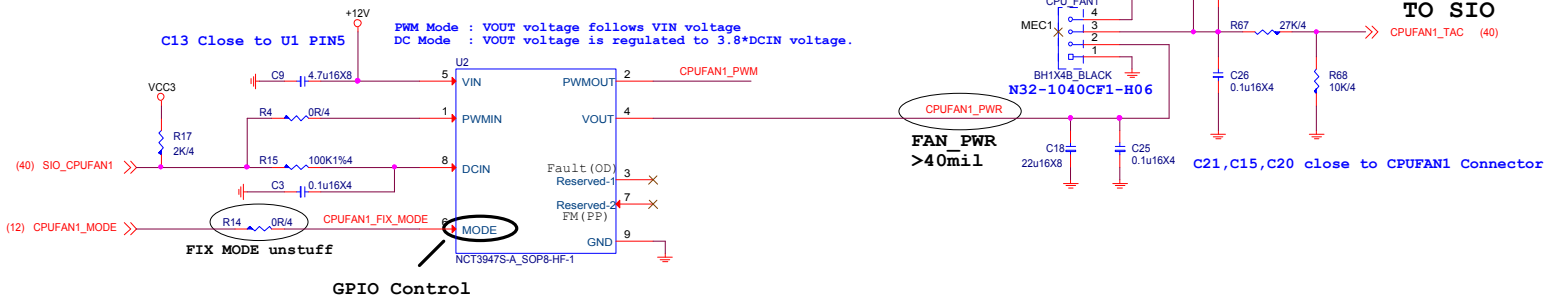 +12V
PWM Mode : VOUT voltage follows VIN voltage
DC Mode : VOUT voltage is regulated to 3.8*DCIN voltage.
C13 Close to U1 PIN5
U2
C9 4.7u16X8
5 VIN
PWMOUT 2 CPUFAN1_PWM
VCC3
R4 0R/4
1 PWMIN
VOUT 4
CPUFAN1_PWR
R17
2K/4
(40) SIO_CPUFAN1
R15 100K1%4
8 DCIN
C3 0.1u16X4
Fault(OD)
Reserved-1 3
Reserved-2 7
FM(PP)
(12) CPUFAN1_MODE
R14 0R/4
CPUFAN1_FIX_MODE
6 MODE
GND 9
FIX MODE unstuff
NCT3947S-A_SOP8-HF-1
GPIO Control
FAN_PWR
>40mil
C18
22u16X8
C25
0.1u16X4
CPU_FAN1
MEC1
4
3
2
1
BH1X4B_BLACK
N32-1040CF1-H06
TO SIO
R67 27K/4
CPUFAN1_TAC (40)
C26
0.1u16X4
R68
10K/4
C21,C15,C20 close to CPUFAN1 Connector